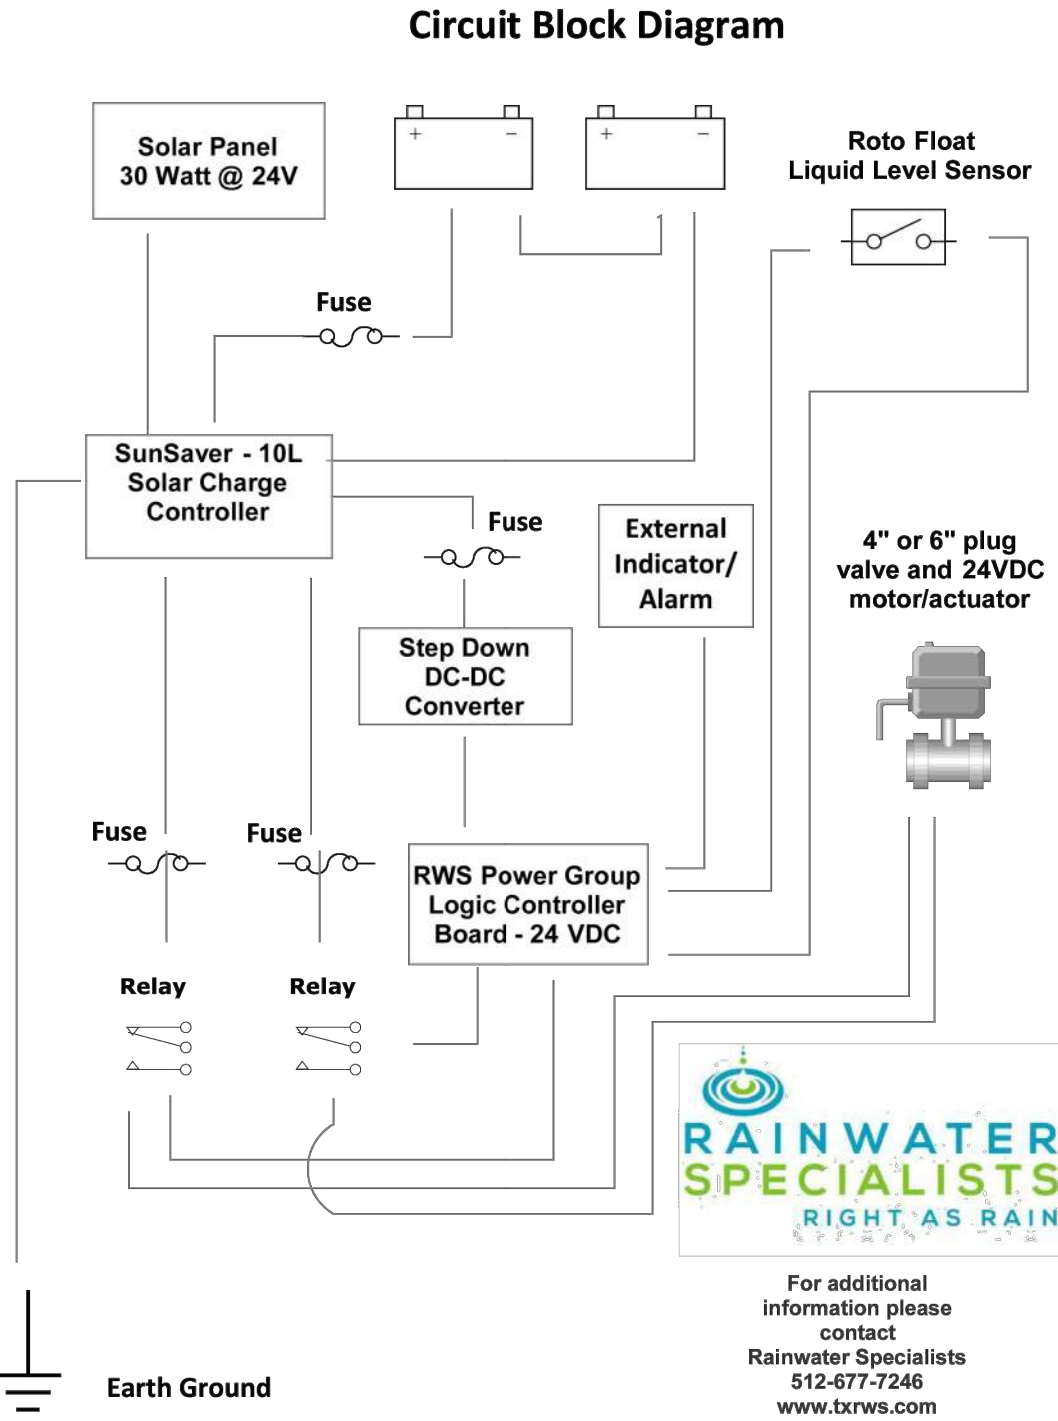 Circuit Block Diagram
Solar Panel
30 Watt @ 24V
+ −
+ −
Roto Float
Liquid Level Sensor
Fuse
SunSaver - 10L
Solar Charge
Controller
Fuse
External
Indicator/
Alarm
4" or 6" plug
valve and 24VDC
motor/actuator
Step Down
DC-DC
Converter
Fuse
Fuse
RWS Power Group
Logic Controller
Board - 24 VDC
Relay
Relay
RAINWATER
SPECIALISTS
RIGHT AS RAIN
For additional
information please
contact
Rainwater Specialists
512-677-7246
www.txrws.com
Earth Ground